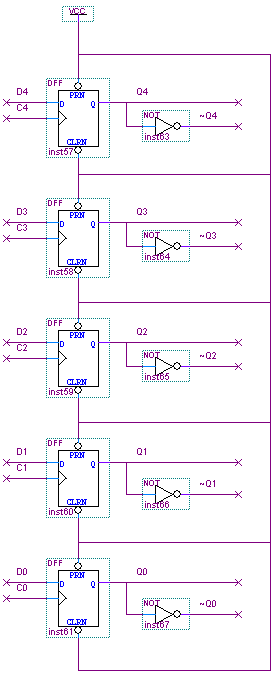 VCC
DFF
D4 PRN Q4
D Q
C4 NOT ~Q4
CLRN inst63
inst57
DFF
D3 PRN Q3
D Q
C3 NOT ~Q3
CLRN inst64
inst58
DFF
D2 PRN Q2
D Q
C2 NOT ~Q2
CLRN inst65
inst59
DFF
D1 PRN Q1
D Q
C1 NOT ~Q1
CLRN inst66
inst60
DFF
D0 PRN Q0
D Q
C0 NOT ~Q0
CLRN inst67
inst61